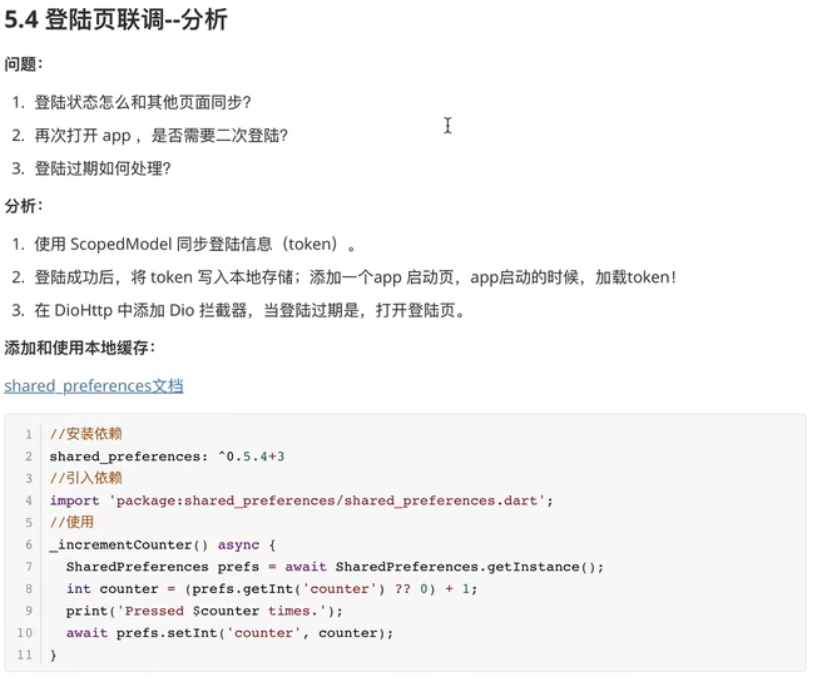 5.4 登陆页联调--分析
问题：
1. 登陆状态怎么和其他页面同步？
2. 再次打开 app ，是否需要二次登陆？
3. 登陆过期如何处理？
分析：
1. 使用 ScopedModel 同步登陆信息（token）。
2. 登陆成功后，将 token 写入本地存储；添加一个app 启动页，app启动的时候，加载token！
3. 在 DioHttp 中添加 Dio 拦截器，当登陆过期是，打开登陆页。
添加和使用本地缓存：
shared_preferences文档
1 //安装依赖
2 shared_preferences: ^0.5.4+3
3 //引入依赖
4 import 'package:shared_preferences/shared_preferences.dart';
5 //使用
6 _incrementCounter() async {
7 SharedPreferences prefs = await SharedPreferences.getInstance();
8 int counter = (prefs.getInt('counter') ?? 0) + 1;
9 print('Pressed $counter times.');
10 await prefs.setInt('counter', counter);
11 }